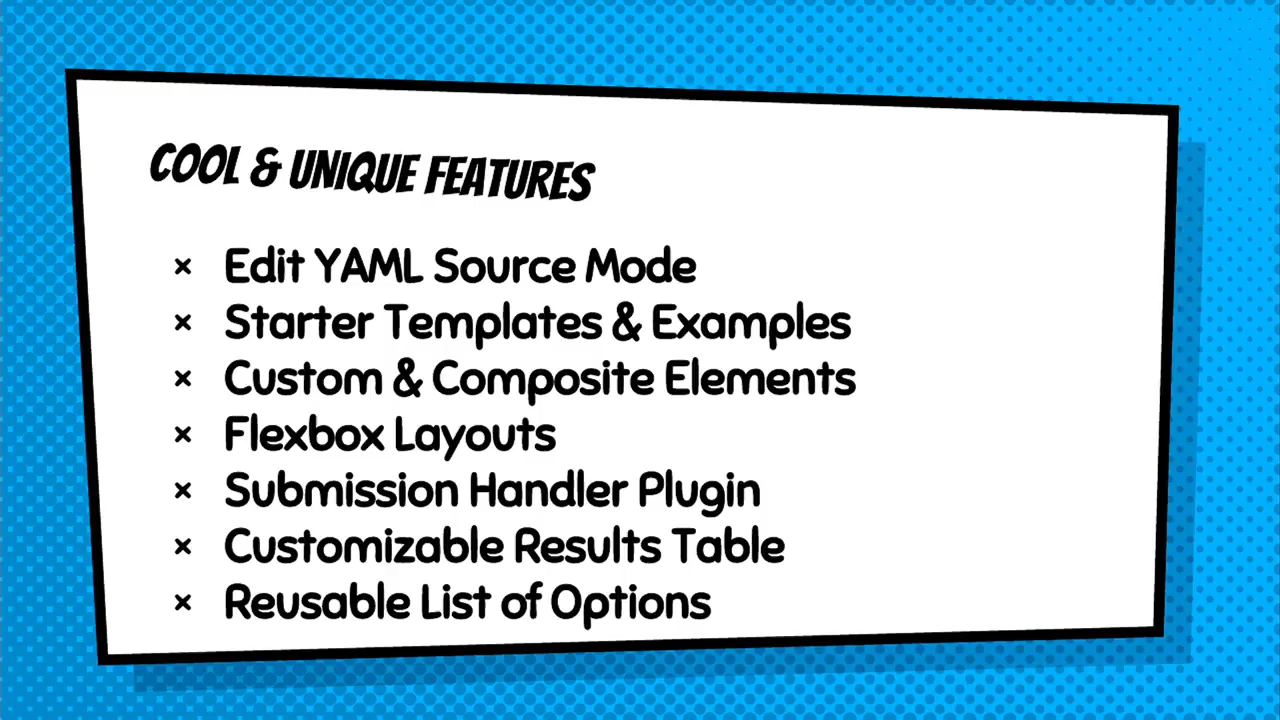 COOL & UNIQUE FEATURES
× Edit YAML Source Mode
× Starter Templates & Examples
× Custom & Composite Elements
× Flexbox Layouts
× Submission Handler Plugin
× Customizable Results Table
× Reusable List of Options